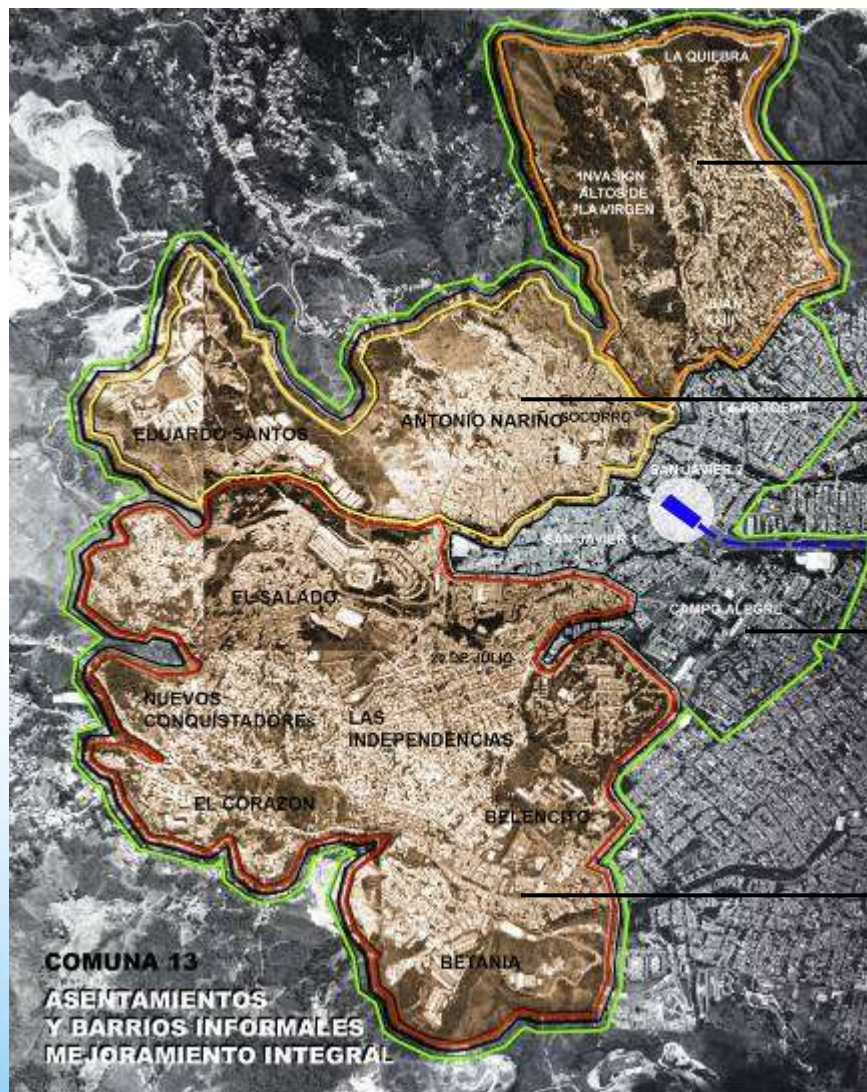 LA QUIEBRA
INVASION
ALTOS DE
LA VIRGEN
JUAN
XXIII
LA PRADERA
EDUARDO SANTOS
ANTONIO NARIÑO
SOCORRO
SAN JAVIER 2
SAN JAVIER 1
EL SALADO
CAMPO ALEGRE
20 DE JULIO
NUEVOS
CONQUISTADORES
LAS
INDEPENDENCIAS
EL CORAZON
BELENCITO
BETANIA
COMUNA 13
ASENTAMIENTOS
Y BARRIOS INFORMALES
MEJORAMIENTO INTEGRAL